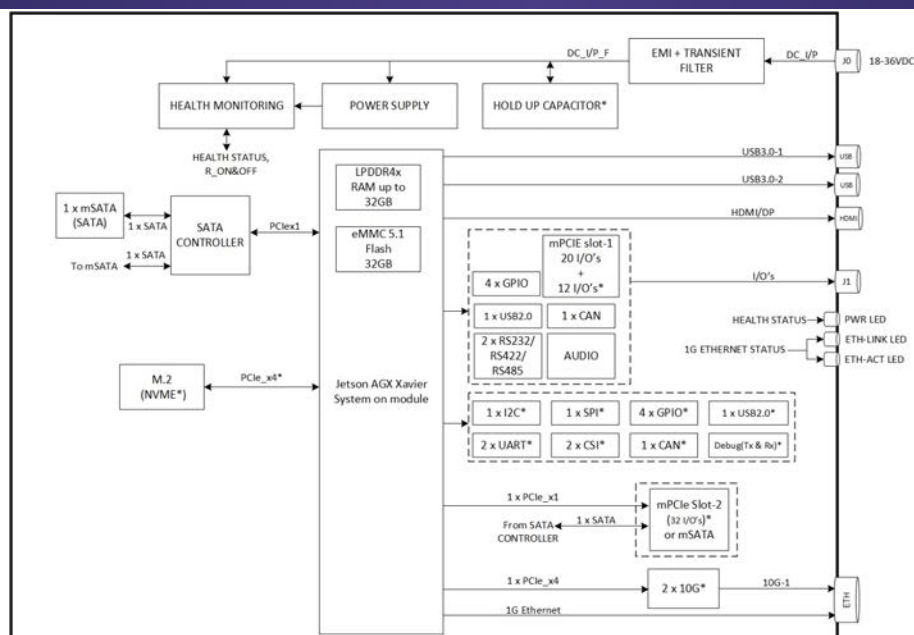 DC_I/P_F
EMI + TRANSIENT
FILTER
DC_I/P
J0
18-36VDC
HEALTH MONITORING
POWER SUPPLY
HOLD UP CAPACITOR*
HEALTH STATUS,
R_ON&OFF
USB3.0-1
USB
LPDDR4x
RAM up to
32GB
USB3.0-2
USB
1 x mSATA
(SATA)
1 x SATA
SATA
CONTROLLER
PCIex1
HDMI/DP
HDMI
eMMC 5.1
Flash
32GB
1 x SATA
To mSATA
mPCIE slot-1
20 I/O's
+
12 I/O's*
4 x GPIO
I/O's
J1
1 x USB2.0
1 x CAN
HEALTH STATUS
PWR LED
2 x RS232/
RS422/
RS485
AUDIO
1G ETHERNET STATUS
ETH-LINK LED
ETH-ACT LED
M.2
(NVME*)
PCIe_x4*
Jetson AGX Xavier
System on module
1 x I2C*
1 x SPI*
4 x GPIO*
1 x USB2.0*
2 x UART*
2 x CSI*
1 x CAN*
Debug(Tx & Rx)*
1 x PCIe_x1
mPCIe Slot-2
(32 I/O's)*
or mSATA
From SATA
CONTROLLER
1 x SATA
1 x PCIe_x4
2 x 10G*
10G-1
ETH
1G Ethernet